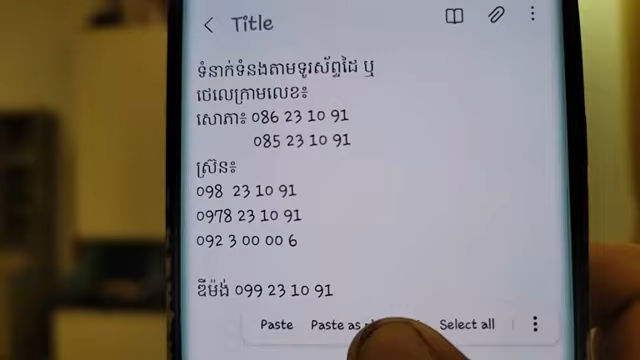 Title
ទំនាក់ទំនងតាមទូរស័ព្ទដៃ ឬ
ថេលេក្រាមលេខ៖
សោភា៖ 086 23 10 91
085 23 10 91
ស្រ៊ិន៖
098 23 10 91
0978 23 10 91
092 3 00 00 6
ឌីម៉ង់ 099 23 10 91
Paste Paste as Select all